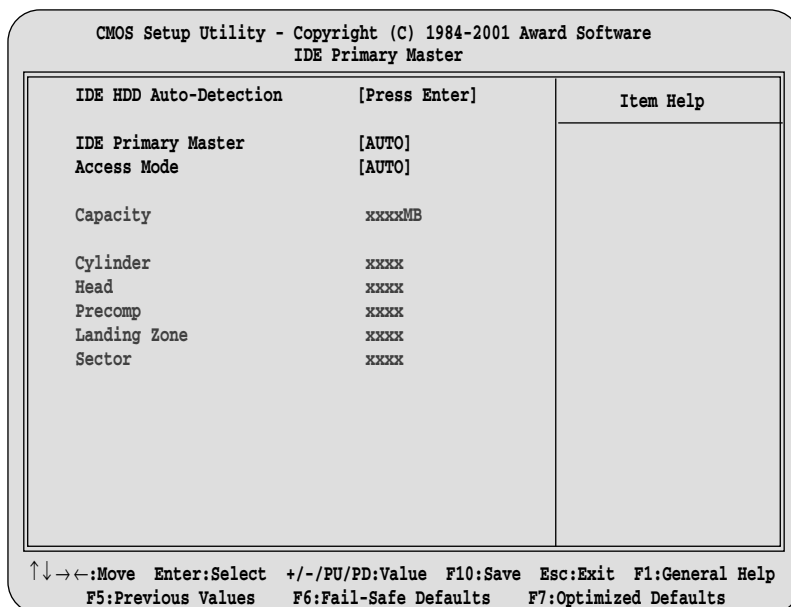 CMOS Setup Utility - Copyright (C) 1984-2001 Award Software
IDE Primary Master
IDE HDD Auto-Detection [Press Enter]
Item Help
IDE Primary Master [AUTO]
Access Mode [AUTO]
Capacity xxxxMB
Cylinder xxxx
Head xxxx
Precomp xxxx
Landing Zone xxxx
Sector xxxx
↑↓→←:Move Enter:Select +/-/PU/PD:Value F10:Save Esc:Exit F1:General Help
F5:Previous Values F6:Fail-Safe Defaults F7:Optimized Defaults